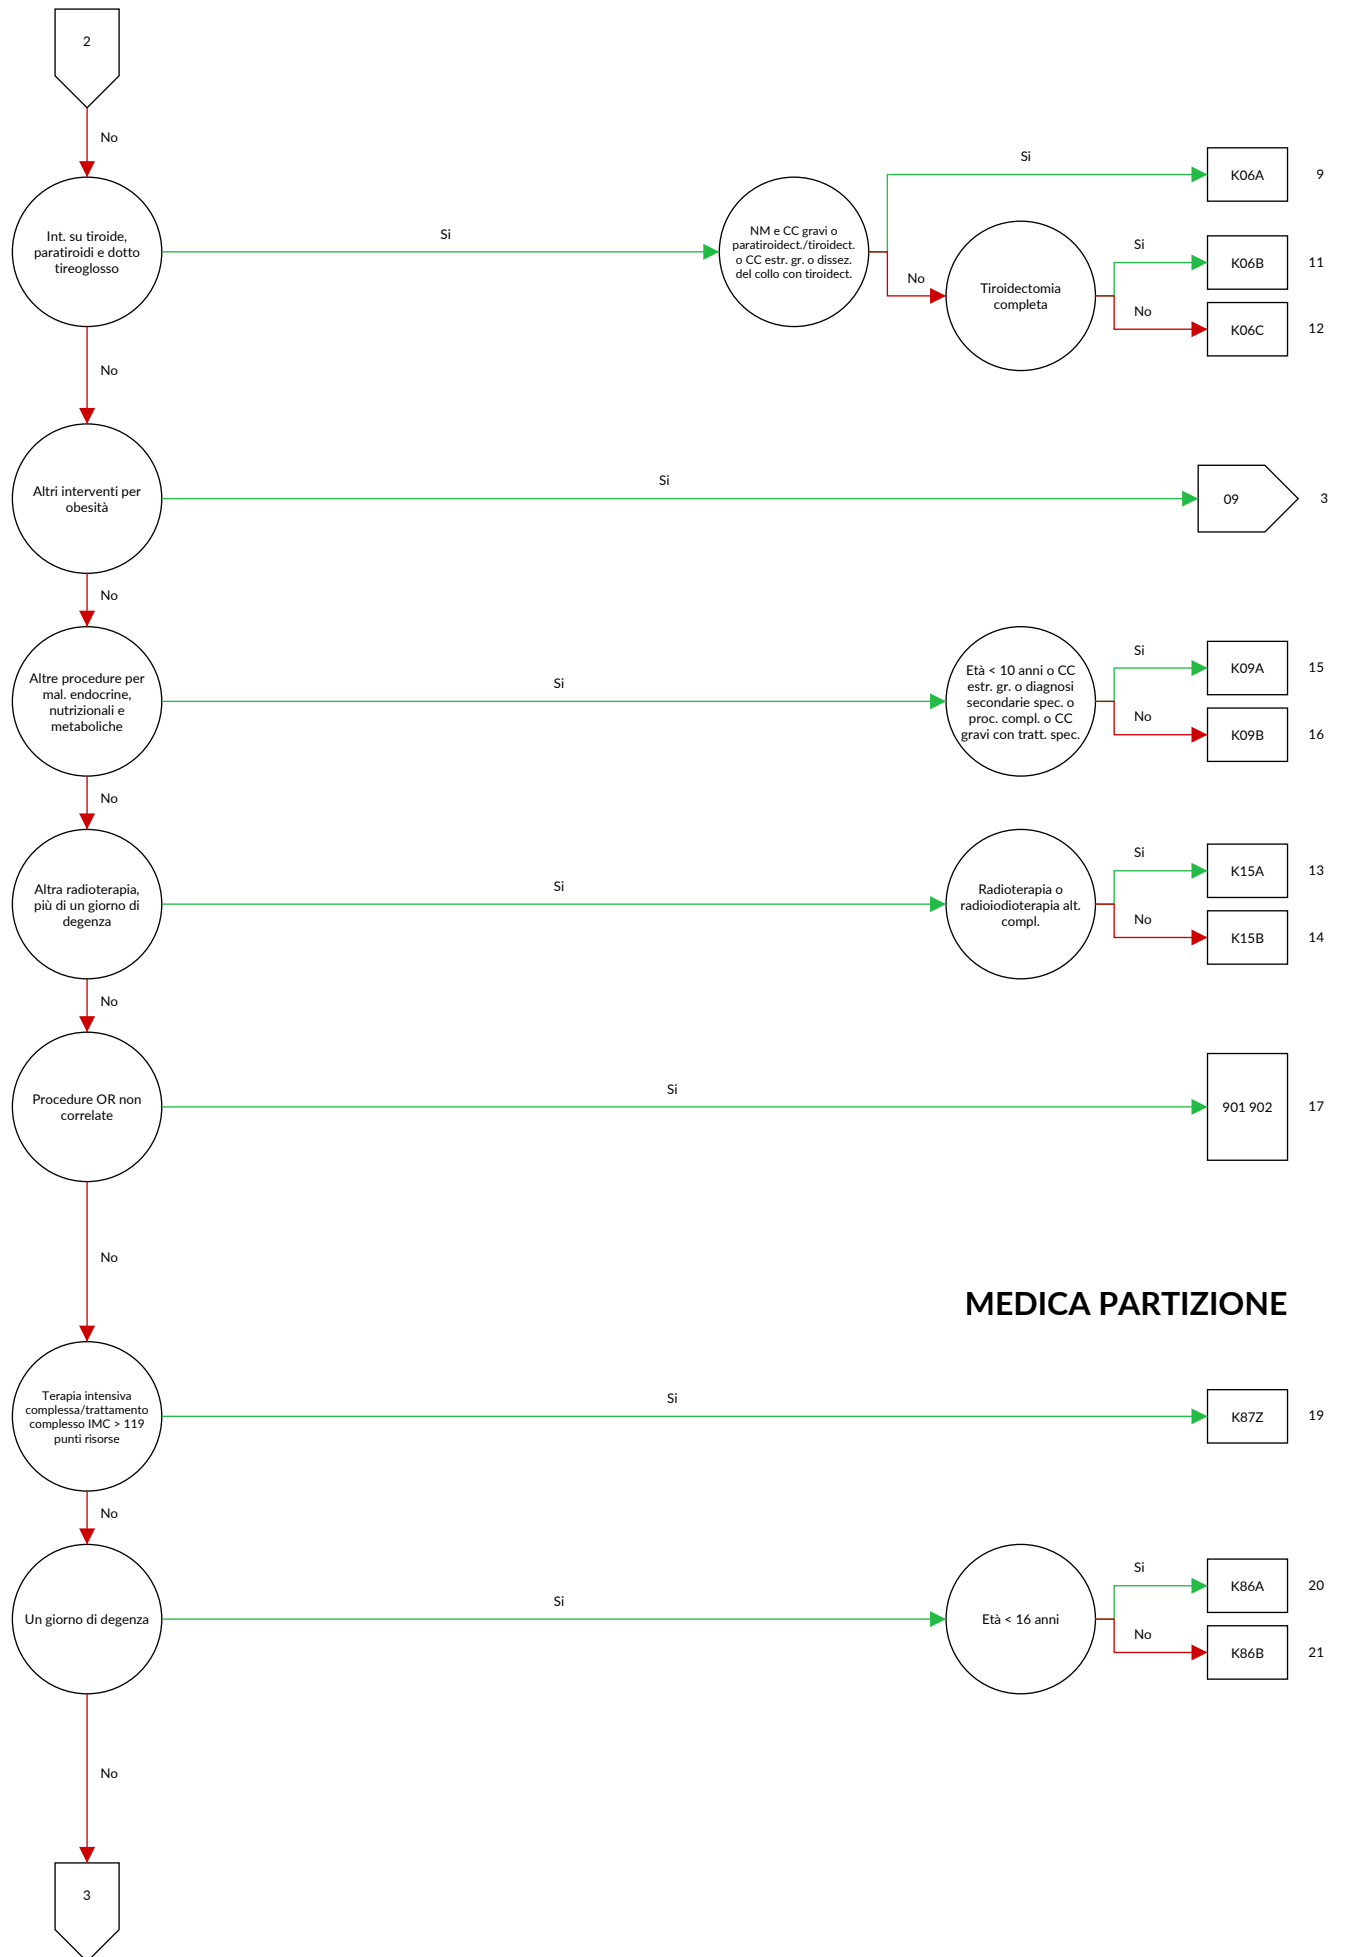 2
No
Int. su tiroide,
paratiroidi e dotto
tireoglosso
Si
NM e CC gravi o
paratiroidect./tiroidect.
o CC estr. gr. o dissez.
del collo con tiroidect.
Si
K06A
9
No
Tiroidectomia
completa
Si
K06B
11
No
K06C
12
No
Altri interventi per
obesità
Si
09
3
No
Altre procedure per
mal. endocrine,
nutrizionali e
metaboliche
Si
Età < 10 anni o CC
estr. gr. o diagnosi
secondarie spec. o
proc. compl. o CC
gravi con tratt. spec.
Si
K09A
15
No
K09B
16
No
Altra radioterapia,
più di un giorno di
degenza
Si
Radioterapia o
radioiodioterapia alt.
compl.
Si
K15A
13
No
K15B
14
No
Procedure OR non
correlate
Si
901 902
17
No
MEDICA PARTIZIONE
Terapia intensiva
complessa/trattamento
complesso IMC > 119
punti risorse
Si
K87Z
19
No
Un giorno di degenza
Si
Età < 16 anni
Si
K86A
20
No
K86B
21
No
3